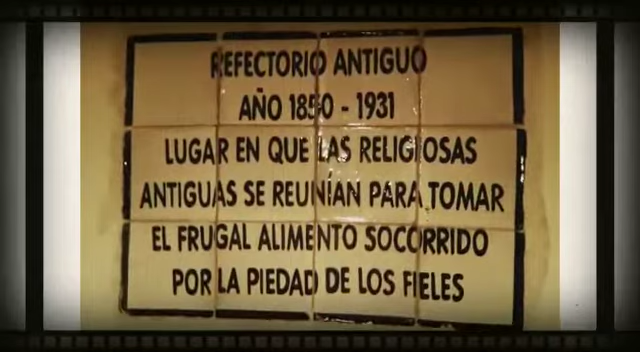 REFECTORIO ANTIGUO
AÑO 1850 - 1931
LUGAR EN QUE LAS RELIGIOSAS
ANTIGUAS SE REUNÍAN PARA TOMAR
EL FRUGAL ALIMENTO SOCORRIDO
POR LA PIEDAD DE LOS FIELES